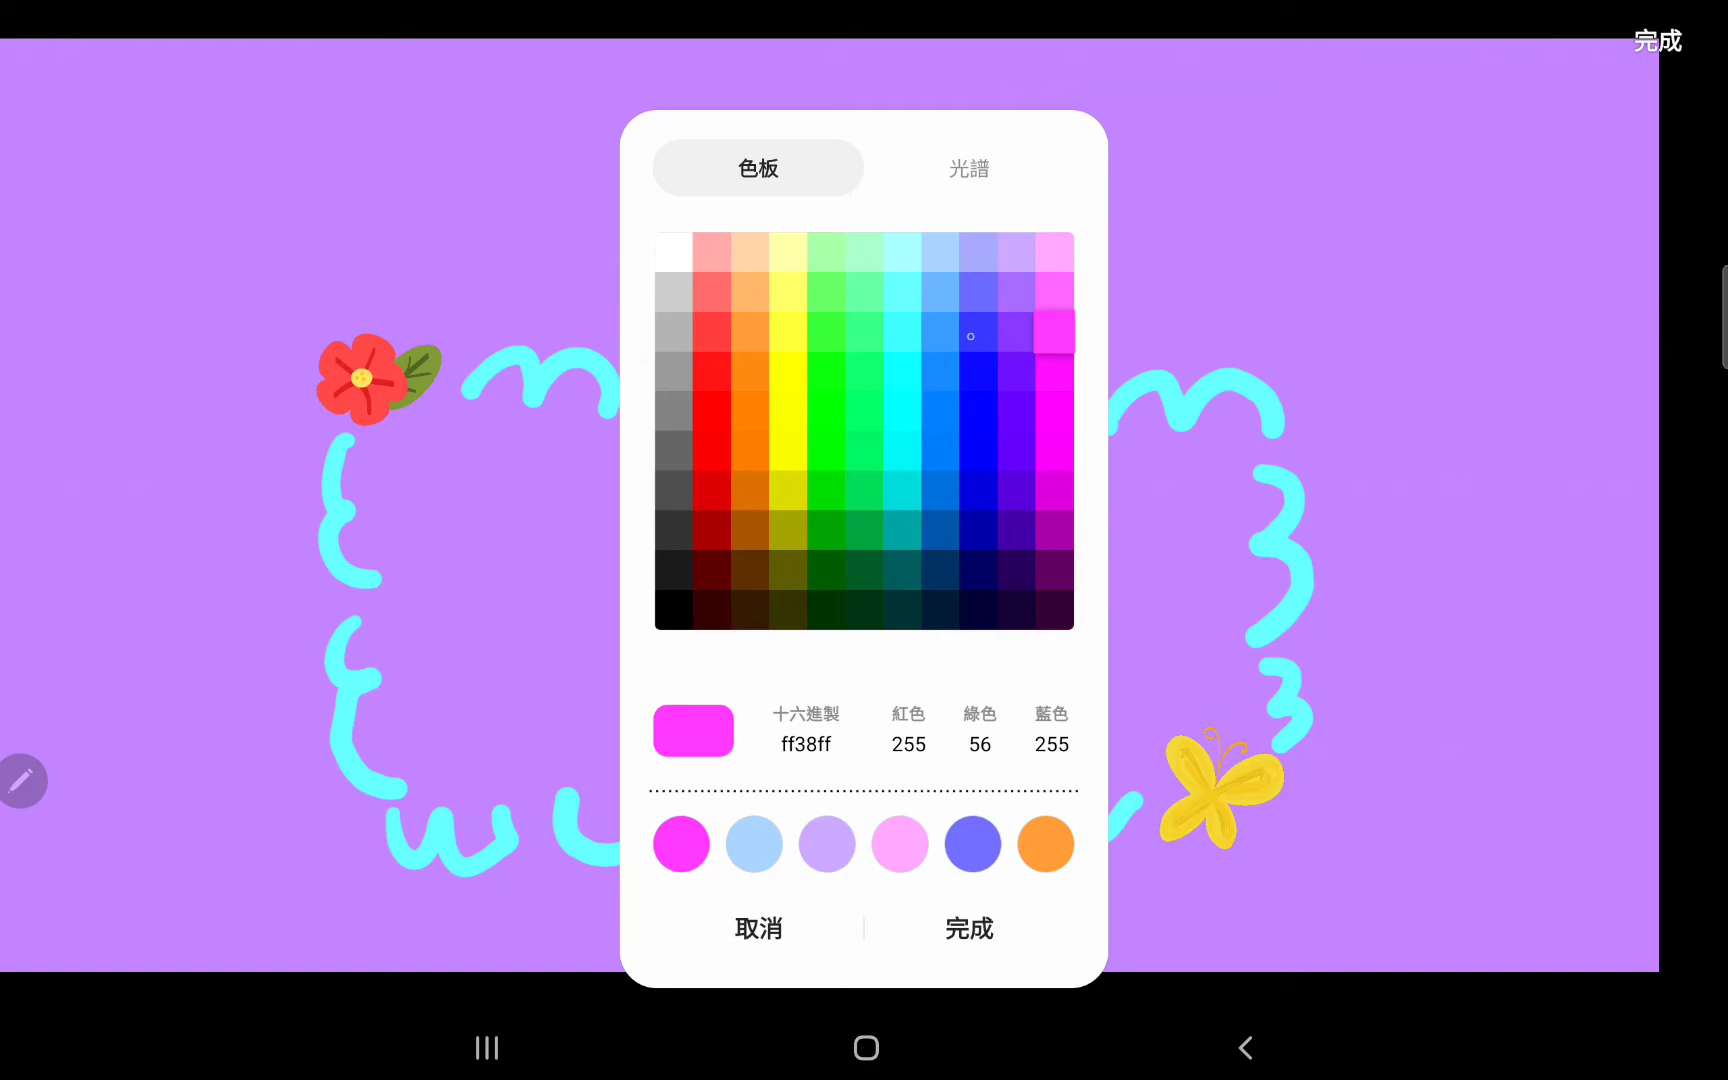 完成
色板 光譜
十六進製 紅色 綠色 藍色
ff38ff 255 56 255
取消 完成